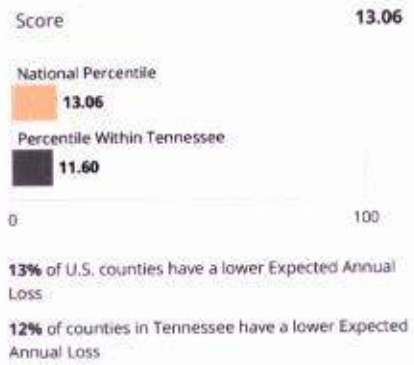 Score 13.06
National Percentile
13.06
Percentile Within Tennessee
11.60
0 100
13% of U.S. counties have a lower Expected Annual
Loss
12% of counties in Tennessee have a lower Expected
Annual Loss